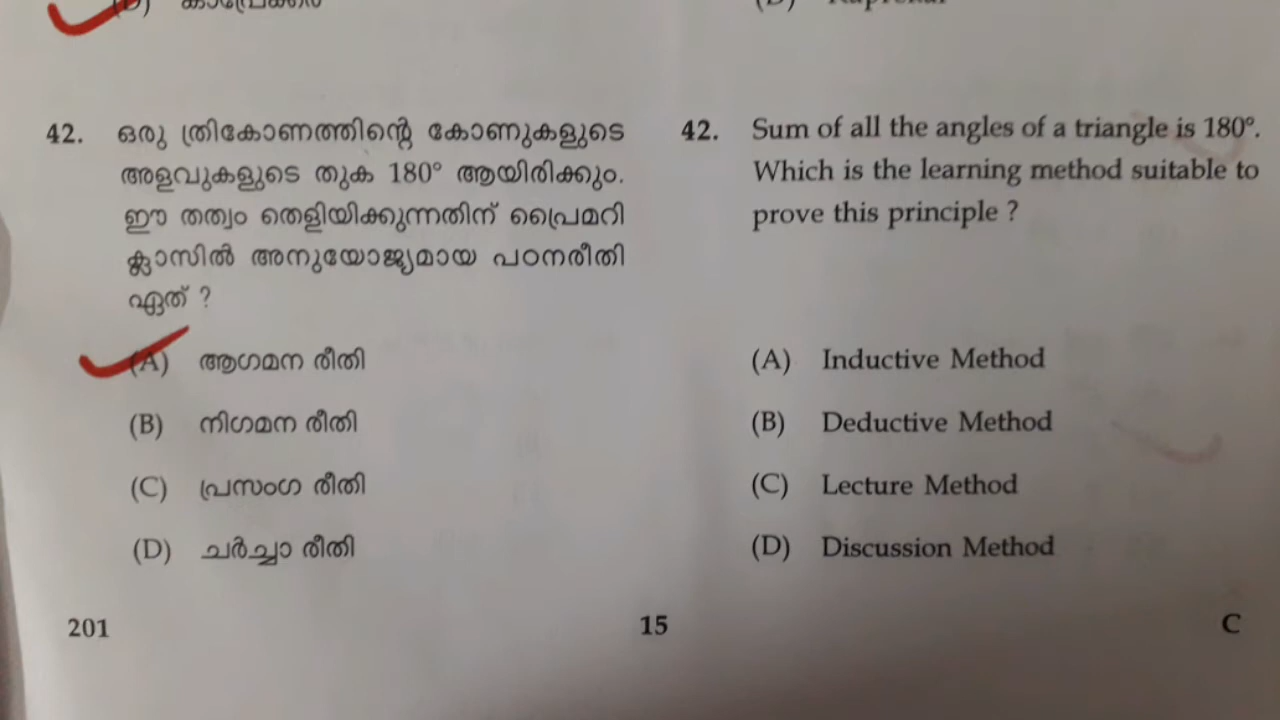 42. ഒരു ത്രികോണത്തിന്റെ കോണുകളുടെ
അളവുകളുടെ തുക 180° ആയിരിക്കും.
ഈ തത്വം തെളിയിക്കുന്നതിന് പ്രൈമറി
ക്ലാസിൽ അനുയോജ്യമായ പഠനരീതി
ഏത് ?
(A) ആഗമന രീതി
(B) നിഗമന രീതി
(C) പ്രസംഗ രീതി
(D) ചർച്ചാ രീതി
42. Sum of all the angles of a triangle is 180°.
Which is the learning method suitable to
prove this principle ?
(A) Inductive Method
(B) Deductive Method
(C) Lecture Method
(D) Discussion Method
201 15 C